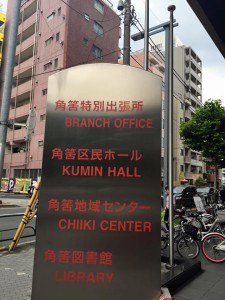 角筈特別出張所
BRANCH OFFICE
角筈区民ホール
KUMIN HALL
角筈地域センター
CHIIKI CENTER
角筈図書館
LIBRARY